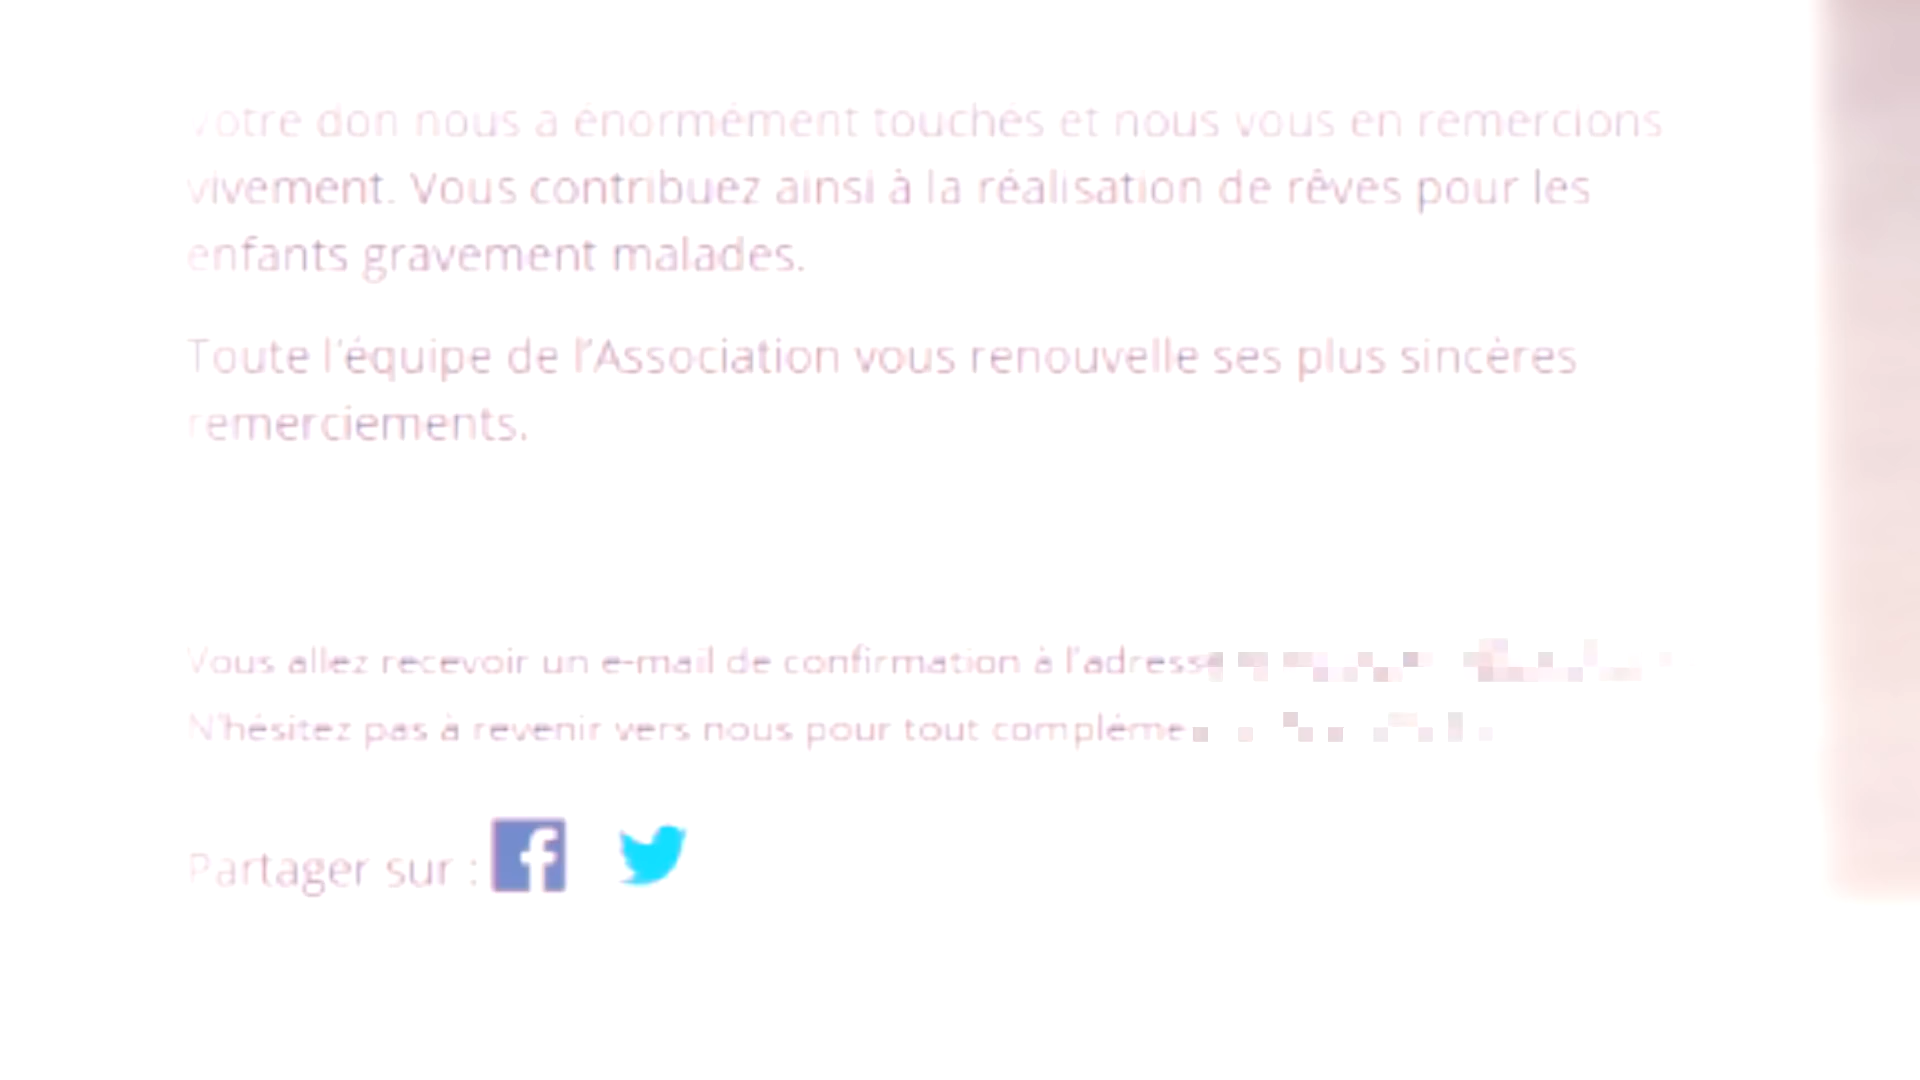 Votre don nous a énormément touchés et nous vous en remercions
vivement. Vous contribuez ainsi à la réalisation de rêves pour les
enfants gravement malades.
Toute l'équipe de l'Association vous renouvelle ses plus sincères
remerciements.
Vous allez recevoir un e-mail de confirmation à l'adresse
N'hésitez pas à revenir vers nous pour tout compléme
Partager sur :